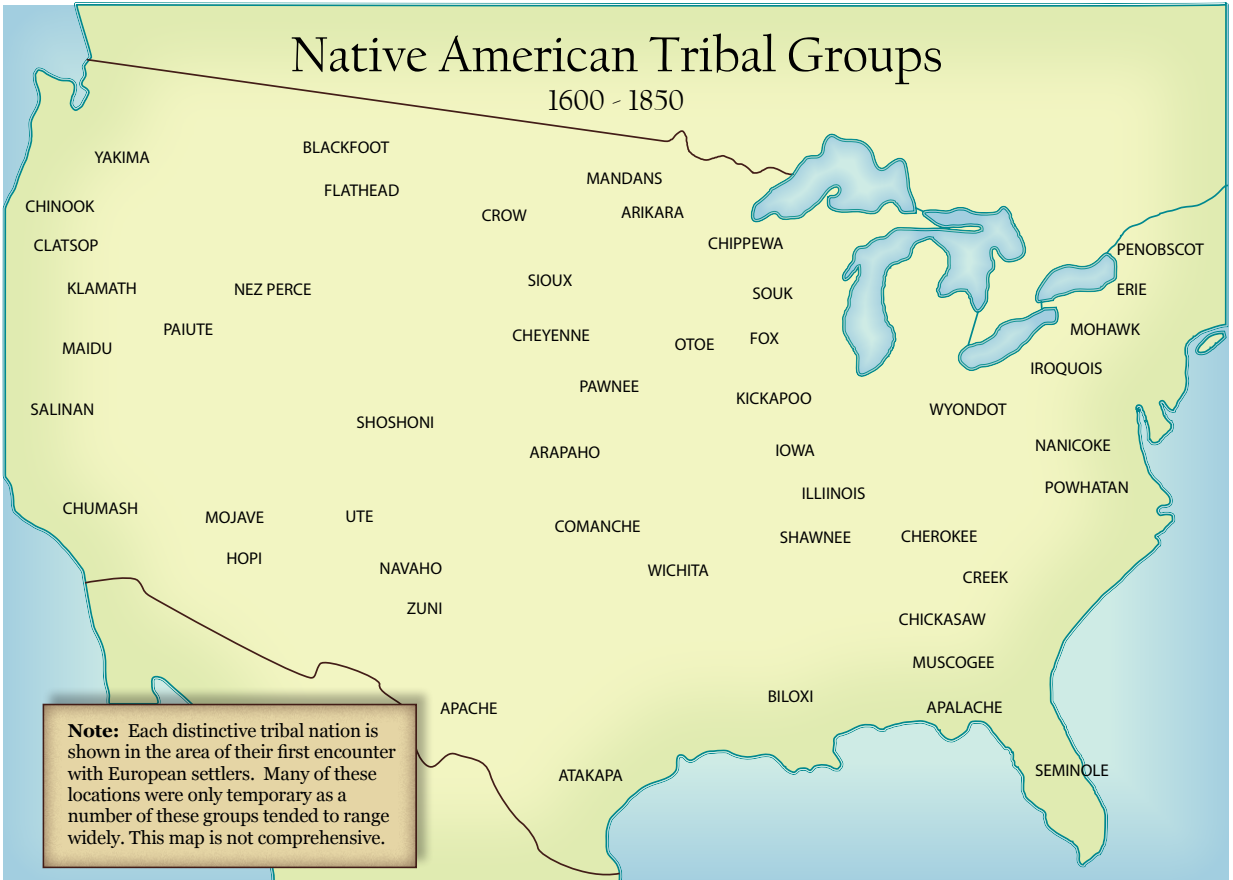 Native American Tribal Groups
1600 - 1850
BLACKFOOT
YAKIMA
MANDANS
FLATHEAD
CHINOOK
CROW
ARIKARA
CLATSOP
CHIPPEWA
PENOBSCOT
KLAMATH
NEZ PERCE
SIOUX
SOUK
ERIE
PAIUTE
MOHAWK
MAIDU
CHEYENNE
OTOE
FOX
IROQUOIS
PAWNEE
KICKAPOO
SALINAN
WYONDOT
SHOSHONI
NANICOKE
ARAPAHO
IOWA
POWHATAN
ILLIINOIS
CHUMASH
MOJAVE
UTE
COMANCHE
SHAWNEE
CHEROKEE
HOPI
NAVAHO
WICHITA
CREEK
ZUNI
CHICKASAW
MUSCOGEE
BILOXI
APACHE
APALACHE
ATAKAPA
SEMINOLE
Note: Each distinctive tribal nation is
shown in the area of their first encounter
with European settlers. Many of these
locations were only temporary as a
number of these groups tended to range
widely. This map is not comprehensive.